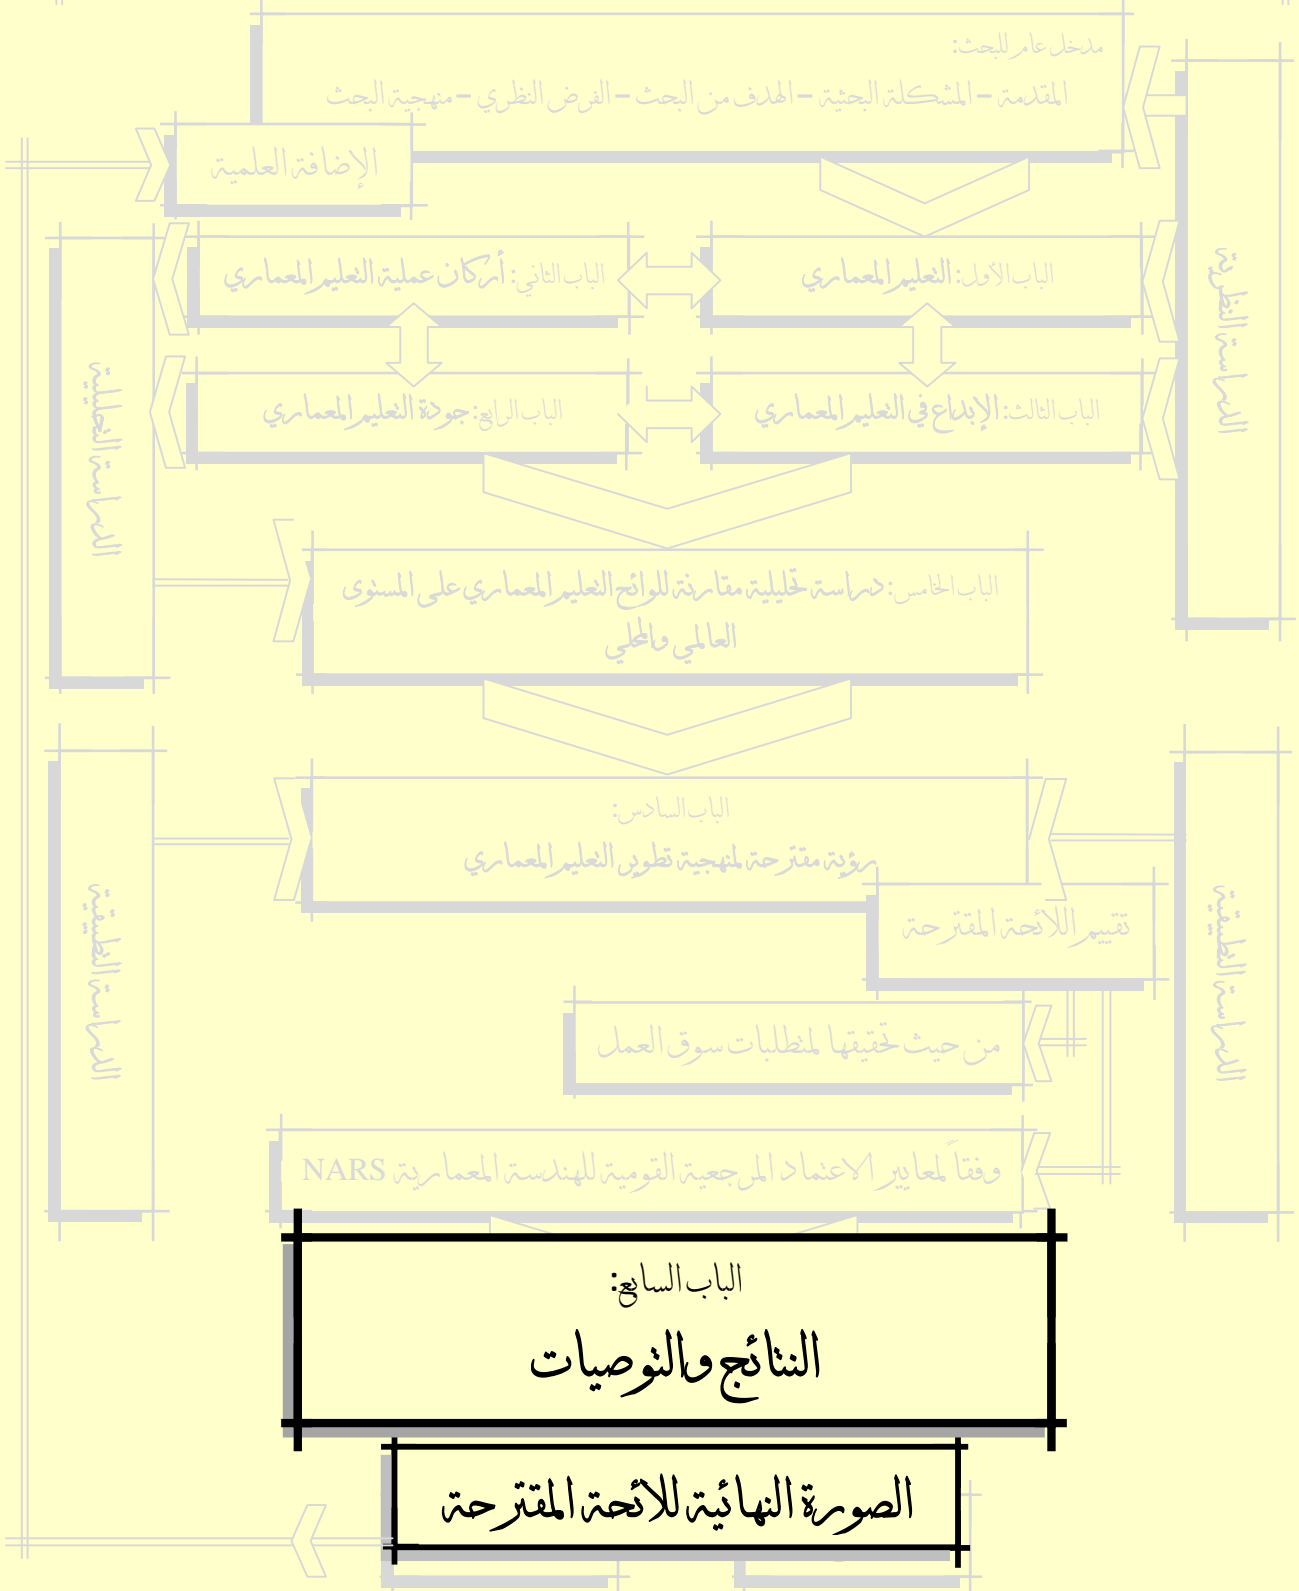 مدخل عام للبحث:
المقدمة – المشكلة البحثية – الهدف من البحث – الفرض النظري – منهجية البحث
الإضافة العلمية
الدراسة النظرية
الباب الأول: التعليم المعماري
الباب الثاني: أركان عملية التعليم المعماري
الباب الثالث: الإبداع في التعليم المعماري
الباب الرابع: جودة التعليم المعماري
الدراسة التحليلية
الباب الخامس: دراسة تحليلية مقارنة للوائح التعليم المعماري على المستوى
العالمي والمحلي
الدراسة التطبيقية
الباب السادس:
رؤية مقترحة لمنهجية تطوير التعليم المعماري
الدراسة التطبيقية
تقييم اللائحة المقترحة
من حيث تحقيقها لمتطلبات سوق العمل
وفقاً لمعايير الاعتماد المرجعية القومية للهندسة المعمارية NARS
الباب السابع:
النتائج والتوصيات
الصورة النهائية للائحة المقترحة